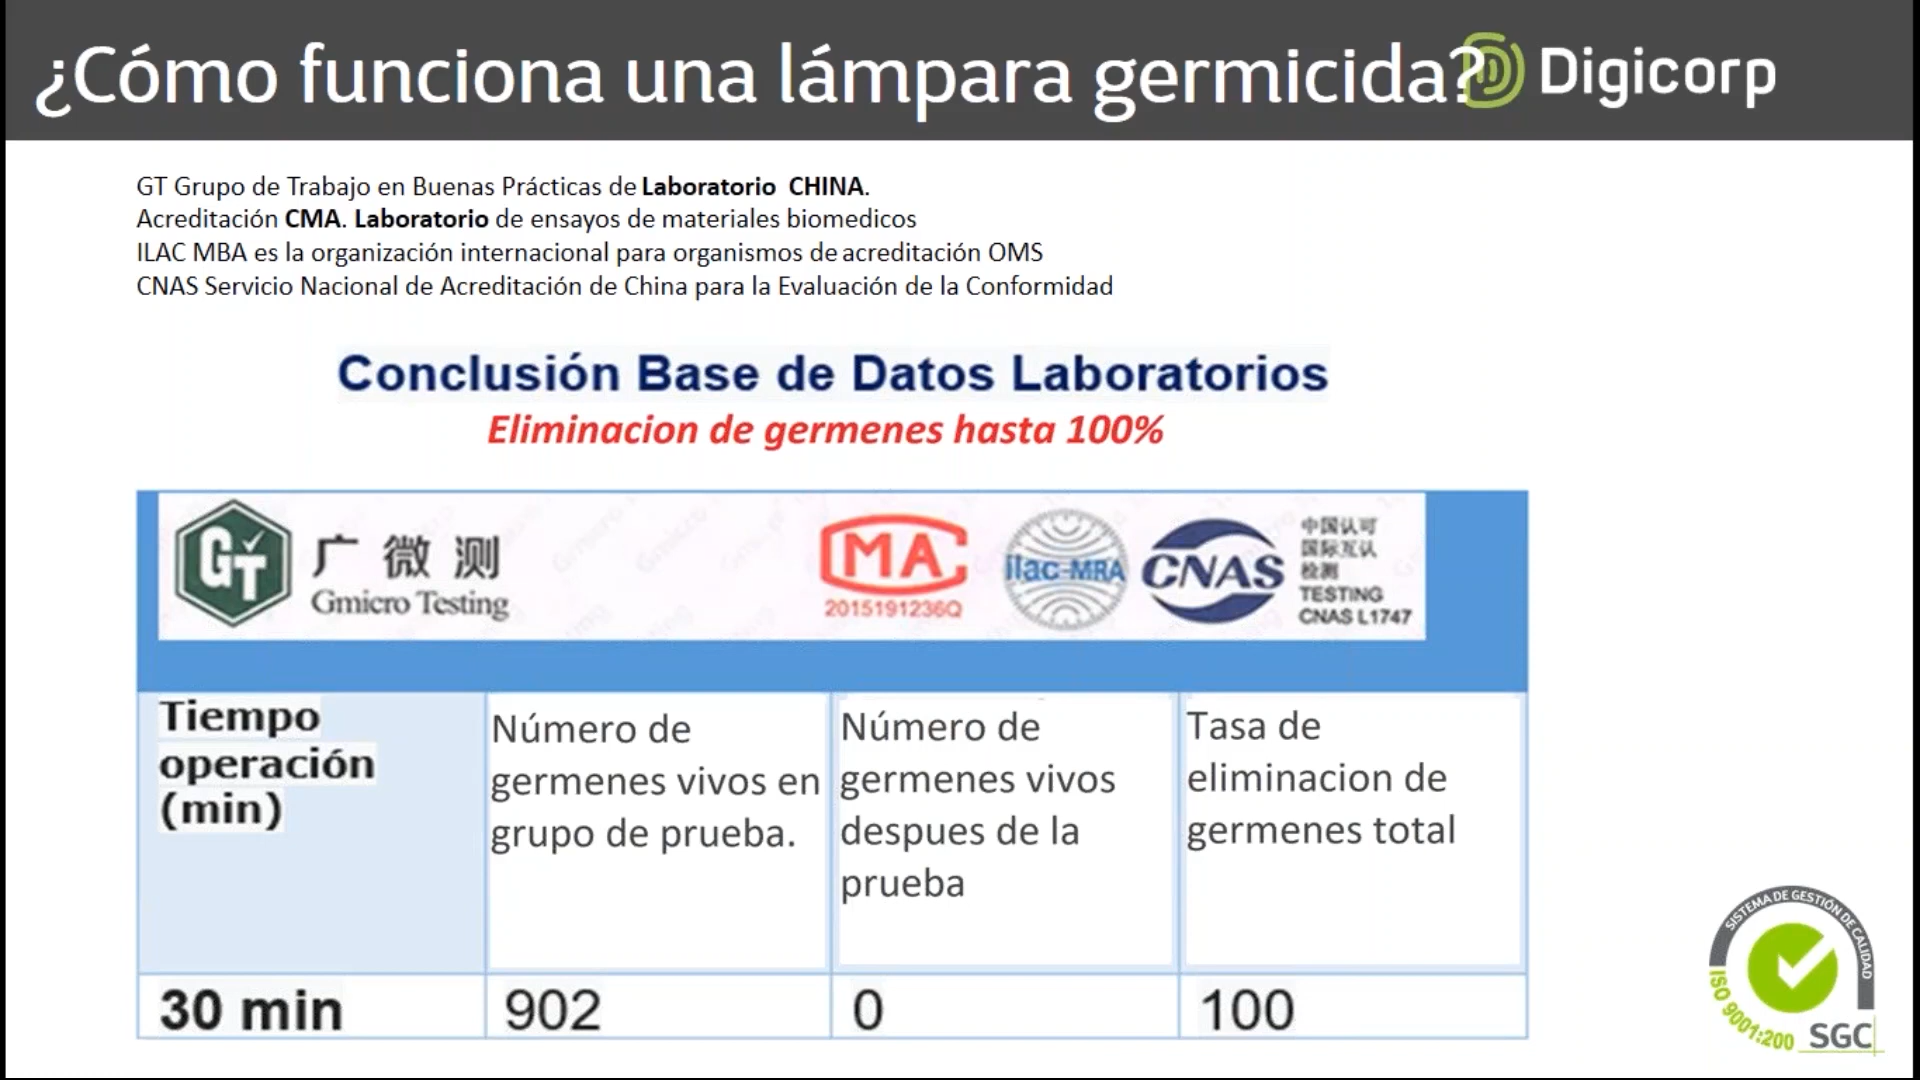 ¿Cómo funciona una lámpara germicida?
Digicorp
GT Grupo de Trabajo en Buenas Prácticas de Laboratorio CHINA.
Acreditación CMA. Laboratorio de ensayos de materiales biomedicos
ILAC MBA es la organización internacional para organismos de acreditación OMS
CNAS Servicio Nacional de Acreditación de China para la Evaluación de la Conformidad
Conclusión Base de Datos Laboratorios
Eliminacion de germenes hasta 100%
GT
广微测
Gmicro Testing
MA
2015191236Q
ilac-MRA
CNAS
中国认可
国际互认
检测
TESTING
CNAS L1747
Tiempo
operación
(min)
Número de
germenes vivos en
grupo de prueba.
Número de
germenes vivos
despues de la
prueba
Tasa de
eliminacion de
germenes total
30 min
902
0
100
SISTEMA DE GESTIÓN DE CALIDAD
ISO 9001:200
SGC